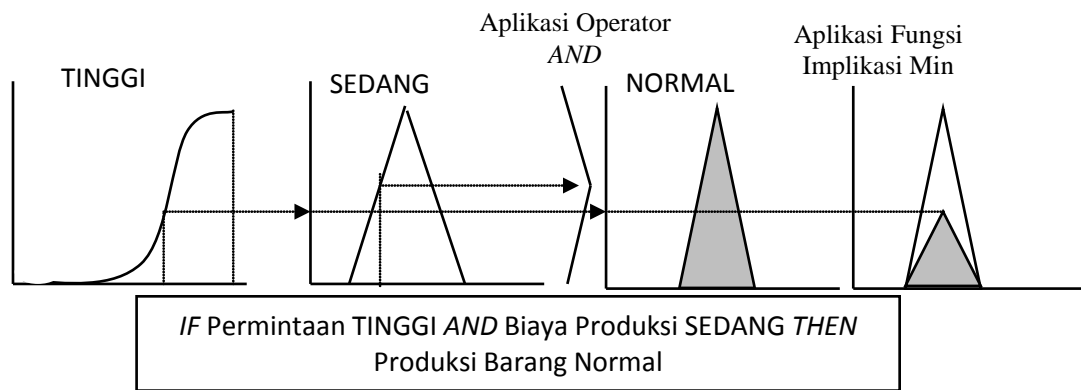 Aplikasi Operator
AND
Aplikasi Fungsi
Implikasi Min
TINGGI
SEDANG
NORMAL
IF Permintaan TINGGI AND Biaya Produksi SEDANG THEN
Produksi Barang Normal